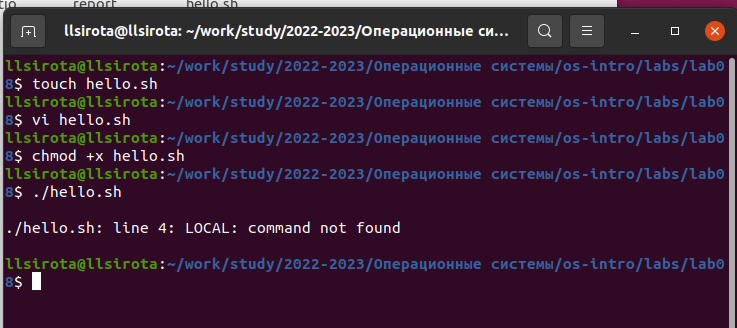 report hello.sh
llsirota@llsirota: ~/work/study/2022-2023/Операционные си...
llsirota@llsirota:~/work/study/2022-2023/Операционные системы/os-intro/labs/lab0
8$ touch hello.sh
llsirota@llsirota:~/work/study/2022-2023/Операционные системы/os-intro/labs/lab0
8$ vi hello.sh
llsirota@llsirota:~/work/study/2022-2023/Операционные системы/os-intro/labs/lab0
8$ chmod +x hello.sh
llsirota@llsirota:~/work/study/2022-2023/Операционные системы/os-intro/labs/lab0
8$ ./hello.sh
./hello.sh: line 4: LOCAL: command not found
llsirota@llsirota:~/work/study/2022-2023/Операционные системы/os-intro/labs/lab0
8$